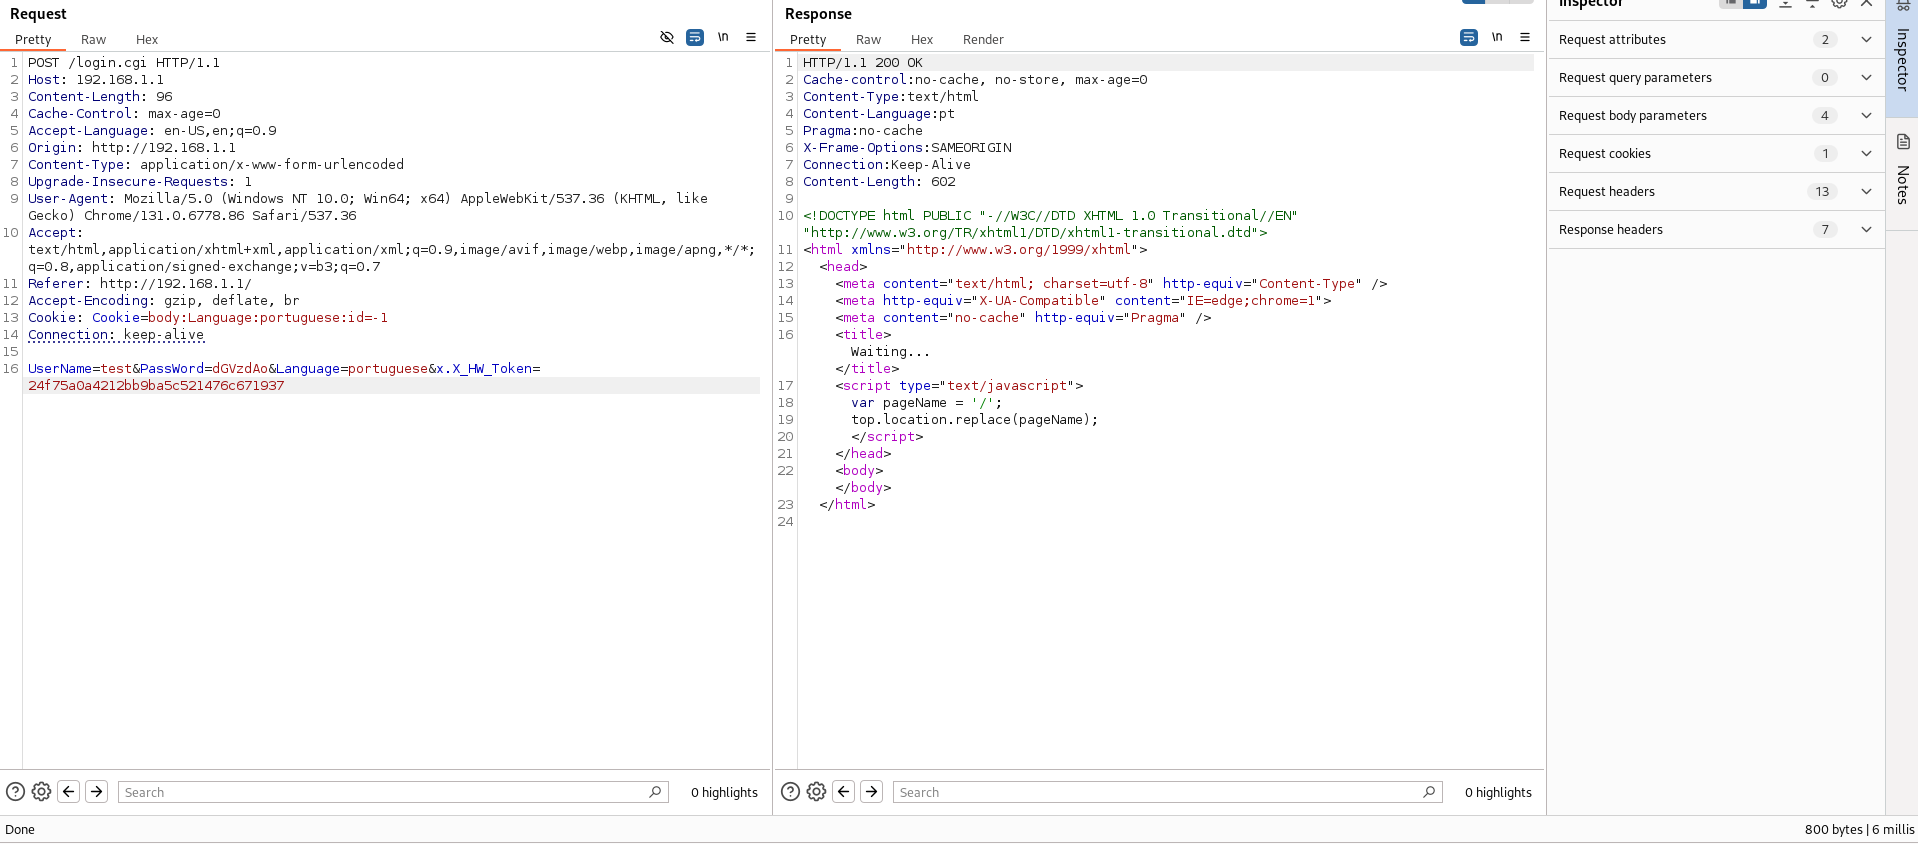 Request
Pretty Raw Hex
\n
1 POST /login.cgi HTTP/1.1
2 Host: 192.168.1.1
3 Content-Length: 96
4 Cache-Control: max-age=0
5 Accept-Language: en-US,en;q=0.9
6 Origin: http://192.168.1.1
7 Content-Type: application/x-www-form-urlencoded
8 Upgrade-Insecure-Requests: 1
9 User-Agent: Mozilla/5.0 (Windows NT 10.0; Win64; x64) AppleWebKit/537.36 (KHTML, like
Gecko) Chrome/131.0.6778.86 Safari/537.36
10 Accept:
text/html,application/xhtml+xml,application/xml;q=0.9,image/avif,image/webp,image/apng,*/*;
q=0.8,application/signed-exchange;v=b3;q=0.7
11 Referer: http://192.168.1.1/
12 Accept-Encoding: gzip, deflate, br
13 Cookie: Cookie=body:Language:portuguese:id=-1
14 Connection: keep-alive
15
16 UserName=test&PassWord=dGVzdAo&Language=portuguese&x.X_HW_Token=
24f75a0a4212bb9ba5c521476c671937
Search
0 highlights
Response
Pretty Raw Hex Render
\n
1 HTTP/1.1 200 OK
2 Cache-control:no-cache, no-store, max-age=0
3 Content-Type:text/html
4 Content-Language:pt
5 Pragma:no-cache
6 X-Frame-Options:SAMEORIGIN
7 Connection:Keep-Alive
8 Content-Length: 602
9
10 <!DOCTYPE html PUBLIC "-//W3C//DTD XHTML 1.0 Transitional//EN"
"http://www.w3.org/TR/xhtml1/DTD/xhtml1-transitional.dtd">
11 <html xmlns="http://www.w3.org/1999/xhtml">
12 <head>
13 <meta content="text/html; charset=utf-8" http-equiv="Content-Type" />
14 <meta http-equiv="X-UA-Compatible" content="IE=edge;chrome=1">
15 <meta content="no-cache" http-equiv="Pragma" />
16 <title>
Waiting...
</title>
17 <script type="text/javascript">
18 var pageName = '/';
19 top.location.replace(pageName);
20 </script>
21 </head>
22 <body>
</body>
23 </html>
24
Search
0 highlights
Inspector
Request attributes 2
Request query parameters 0
Request body parameters 4
Request cookies 1
Request headers 13
Response headers 7
Inspector
Notes
Done
800 bytes | 6 millis